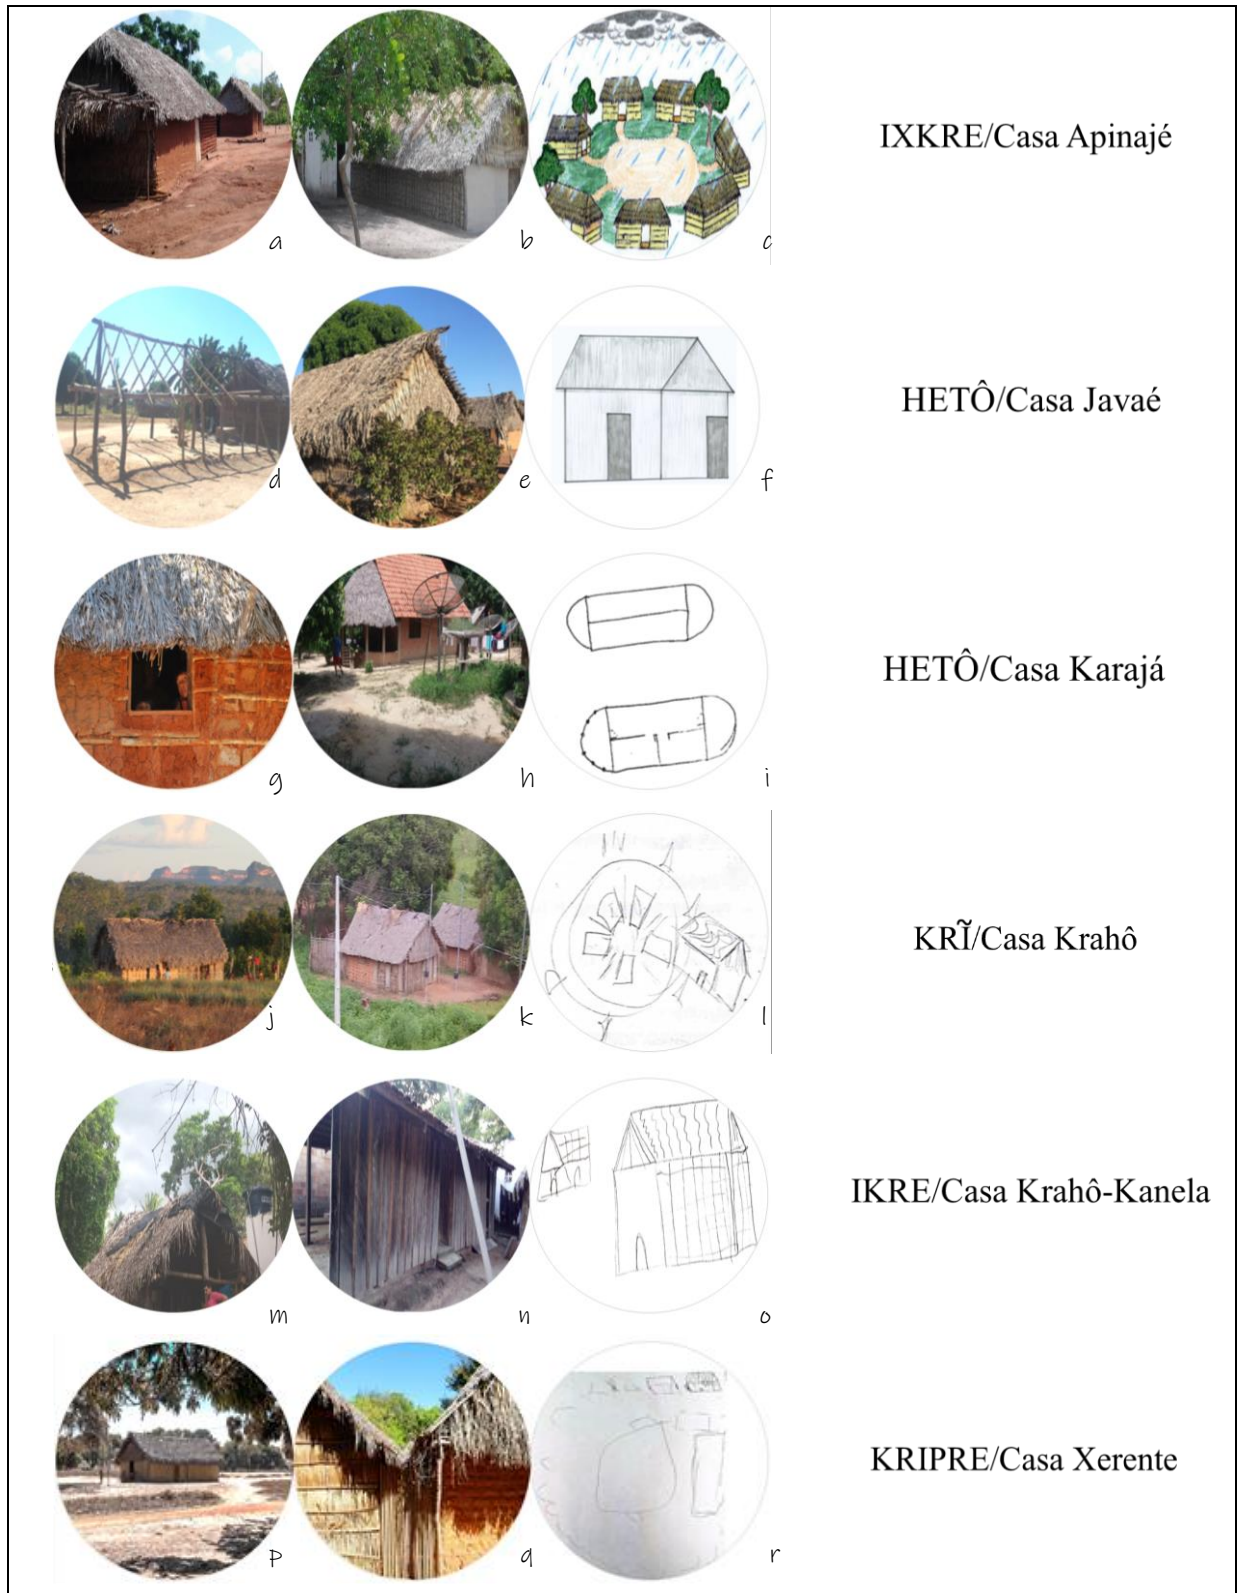 a b c
IXKRE/Casa Apinajé
d e f
HETÔ/Casa Javaé
g h i
HETÔ/Casa Karajá
j k l
KRĨ/Casa Krahô
m n o
IKRE/Casa Krahô-Kanela
p q r
KRIPRE/Casa Xerente